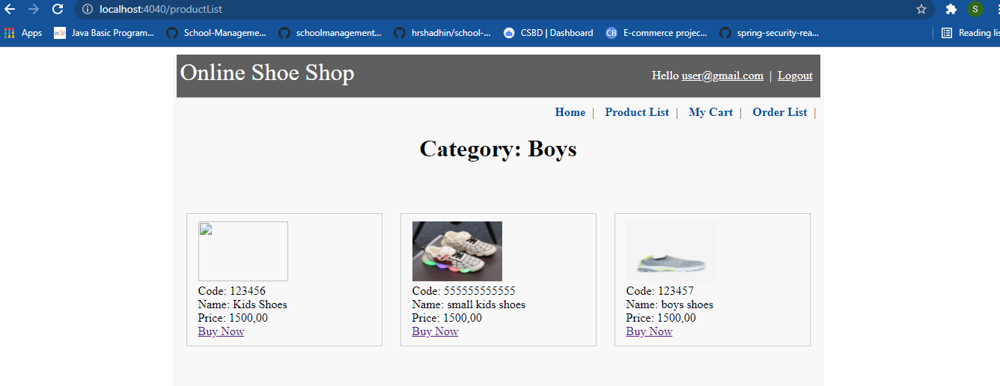 localhost:4040/productList
S
Apps
w3r Java Basic Program...
School-Manageme...
schoolmanagement...
hrshadhin/school-...
CSBD | Dashboard
CB E-commerce projec...
spring-security-rea...
Reading lis
Online Shoe Shop
Hello user@gmail.com | Logout
Home | Product List | My Cart | Order List |
Category: Boys
Code: 123456
Name: Kids Shoes
Price: 1500,00
Buy Now
Code: 555555555555
Name: small kids shoes
Price: 1500,00
Buy Now
Code: 123457
Name: boys shoes
Price: 1500,00
Buy Now